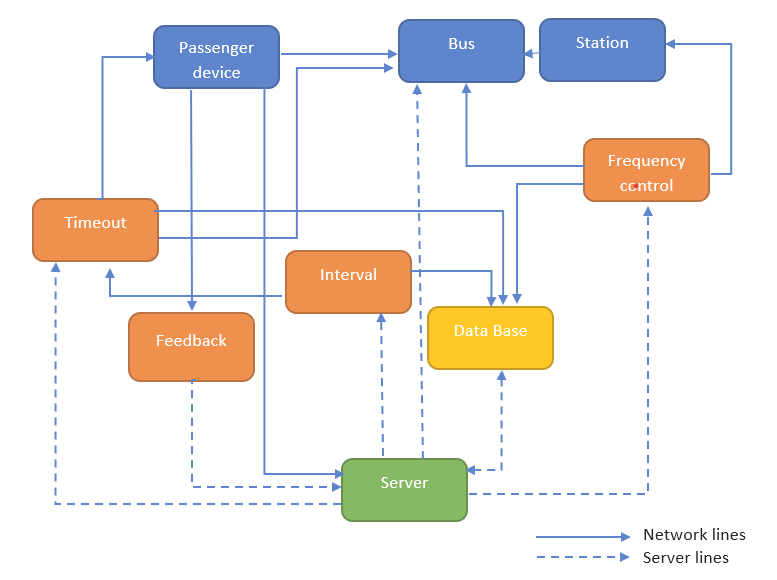 Passenger
device
Bus
Station
Frequency
control
Timeout
Interval
Feedback
Data Base
Server
Network lines
Server lines